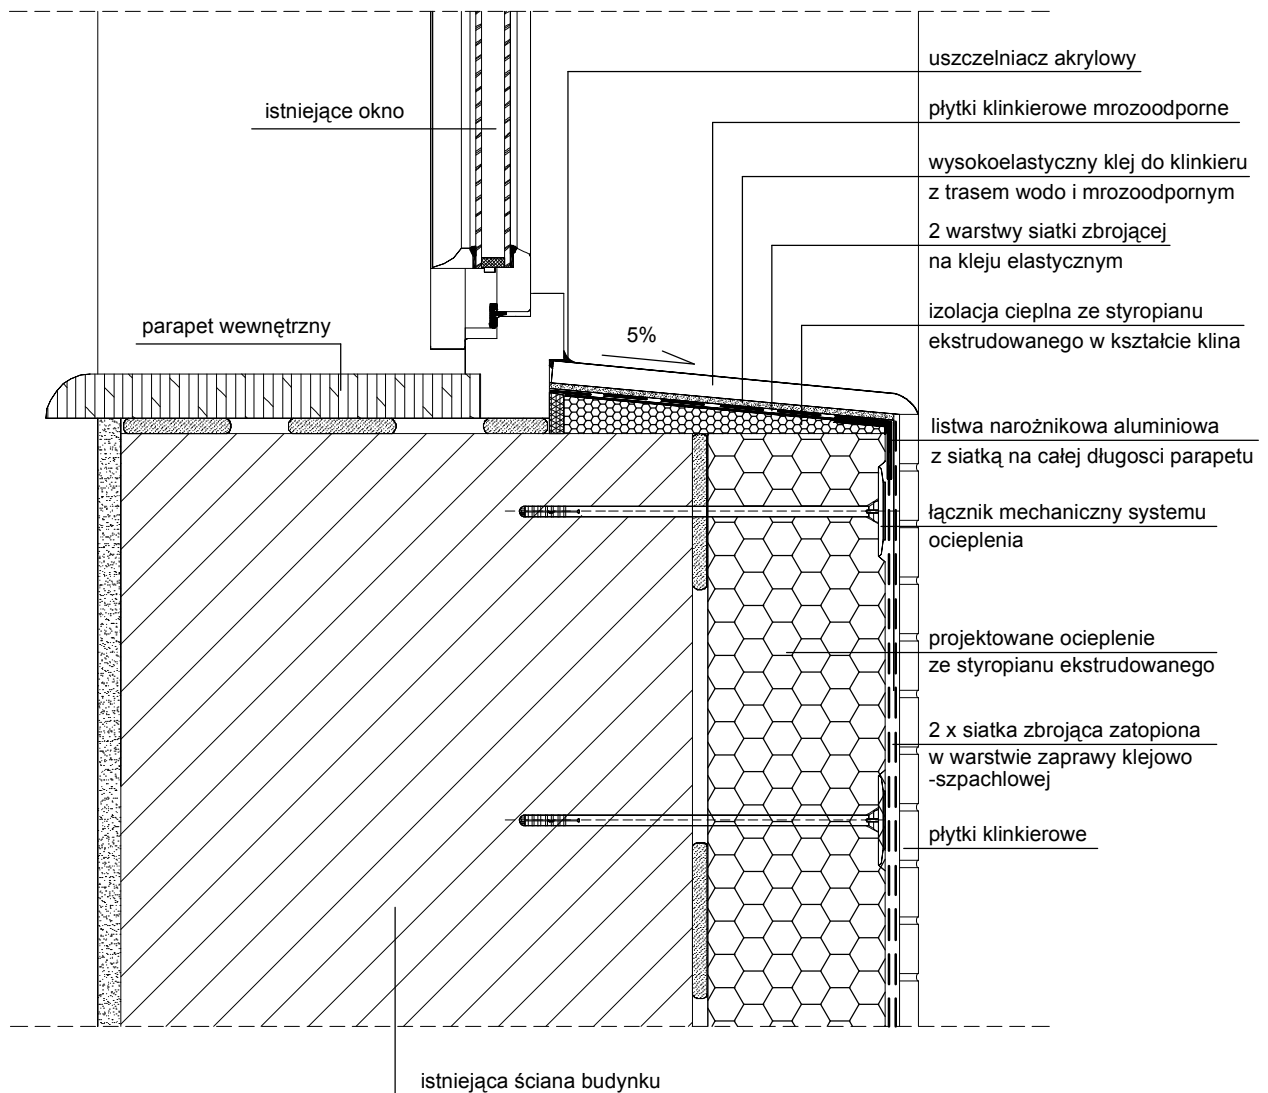 uszczelniacz akrylowy
istniejące okno
płytki klinkierowe mrozoodporne
wysokoelastyczny klej do klinkieru
z trasem wodo i mrozoodpornym
2 warstwy siatki zbrojącej
na kleju elastycznym
parapet wewnętrzny
5%
izolacja cieplna ze styropianu
ekstrudowanego w kształcie klina
listwa narożnikowa aluminiowa
z siatką na całej długosci parapetu
łącznik mechaniczny systemu
ocieplenia
projektowane ocieplenie
ze styropianu ekstrudowanego
2 x siatka zbrojąca zatopiona
w warstwie zaprawy klejowo
-szpachlowej
płytki klinkierowe
istniejąca ściana budynku